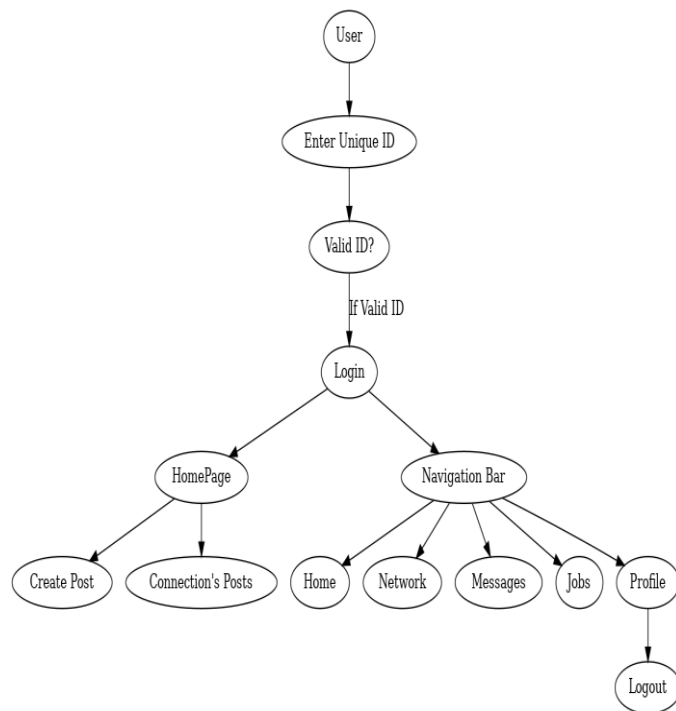 User
Enter Unique ID
Valid ID?
If Valid ID
Login
HomePage
Navigation Bar
Create Post
Connection's Posts
Home
Network
Messages
Jobs
Profile
Logout